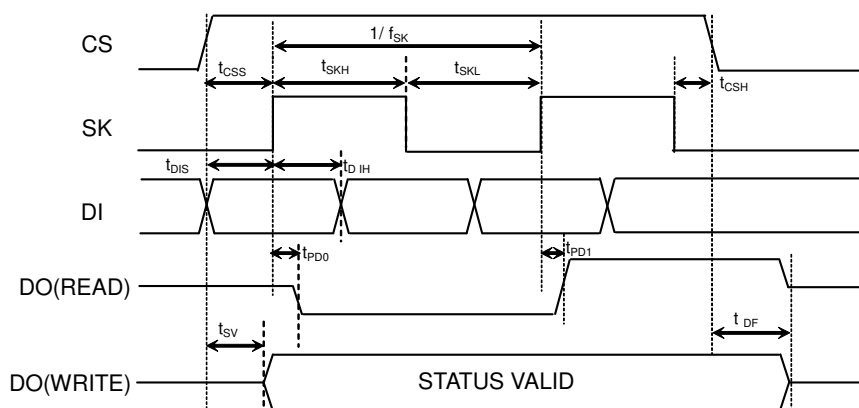 CS
1/ fSK
tCSS
tSKH
tSKL
tCSH
SK
tDIS
tD IH
DI
tPD0
tPD1
DO(READ)
tSV
t DF
DO(WRITE)
STATUS VALID